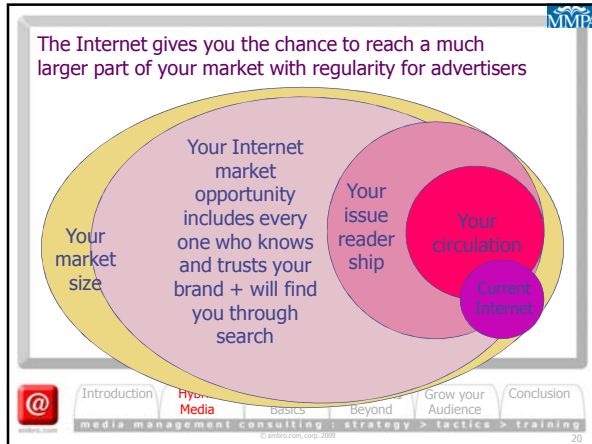 MMPA
The Internet gives you the chance to reach a much
larger part of your market with regularity for advertisers
Your Internet
market
opportunity
includes every
one who knows
and trusts your
brand + will find
you through
search
Your
market
size
Your
issue
reader
ship
Your
circulation
Current
Internet
Introduction
Media
Basics
Beyond
Grow your
Audience
Conclusion
@
ambro.com
media management consulting : strategy > tactics > training
© ambro.com, corp. 2009
20